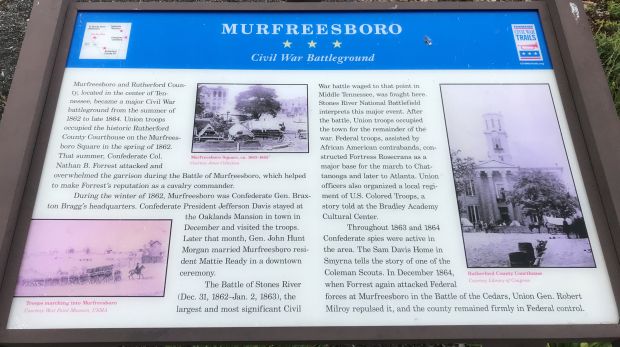 MURFREESBORO
Civil War Battleground
TENNESSEE
CIVIL WAR
TRAILS
Murfreesboro and Rutherford Coun-
ty, located in the center of Ten-
nessee, became a major Civil War
battleground from the summer of
1862 to late 1864. Union troops
occupied the historic Rutherford
County Courthouse on the Murfrees-
boro Square in the spring of 1862.
That summer, Confederate Col.
Nathan B. Forrest attacked and
overwhelmed the garrison during the Battle of Murfreesboro, which helped
to make Forrest's reputation as a cavalry commander.
During the winter of 1862, Murfreesboro was Confederate Gen. Brax-
ton Bragg's headquarters. Confederate President Jefferson Davis stayed at
the Oaklands Mansion in town in
December and visited the troops.
Later that month, Gen. John Hunt
Morgan married Murfreesboro resi-
dent Mattie Ready in a downtown
ceremony.
The Battle of Stones River
(Dec. 31, 1862–Jan. 2, 1863), the
largest and most significant Civil
Murfreesboro Square, ca. 1863
Troops marching into Murfreesboro
Courtesy West Point Museum, USMA
War battle waged to that point in
Middle Tennessee, was fought here.
Stones River National Battlefield
interprets this major event. After
the battle, Union troops occupied
the town for the remainder of the
war. Federal troops, assisted by
African American contrabands, con-
structed Fortress Rosecrans as a
major base for the march to Chat-
tanooga and later to Atlanta. Union
officers also organized a local regi-
ment of U.S. Colored Troops, a
story told at the Bradley Academy
Cultural Center.
Throughout 1863 and 1864
Confederate spies were active in
the area. The Sam Davis Home in
Smyrna tells the story of one of the
Coleman Scouts. In December 1864,
when Forrest again attacked Federal
forces at Murfreesboro in the Battle of the Cedars, Union Gen. Robert
Milroy repulsed it, and the county remained firmly in Federal control.
Rutherford County Courthouse
Courtesy Library of Congress